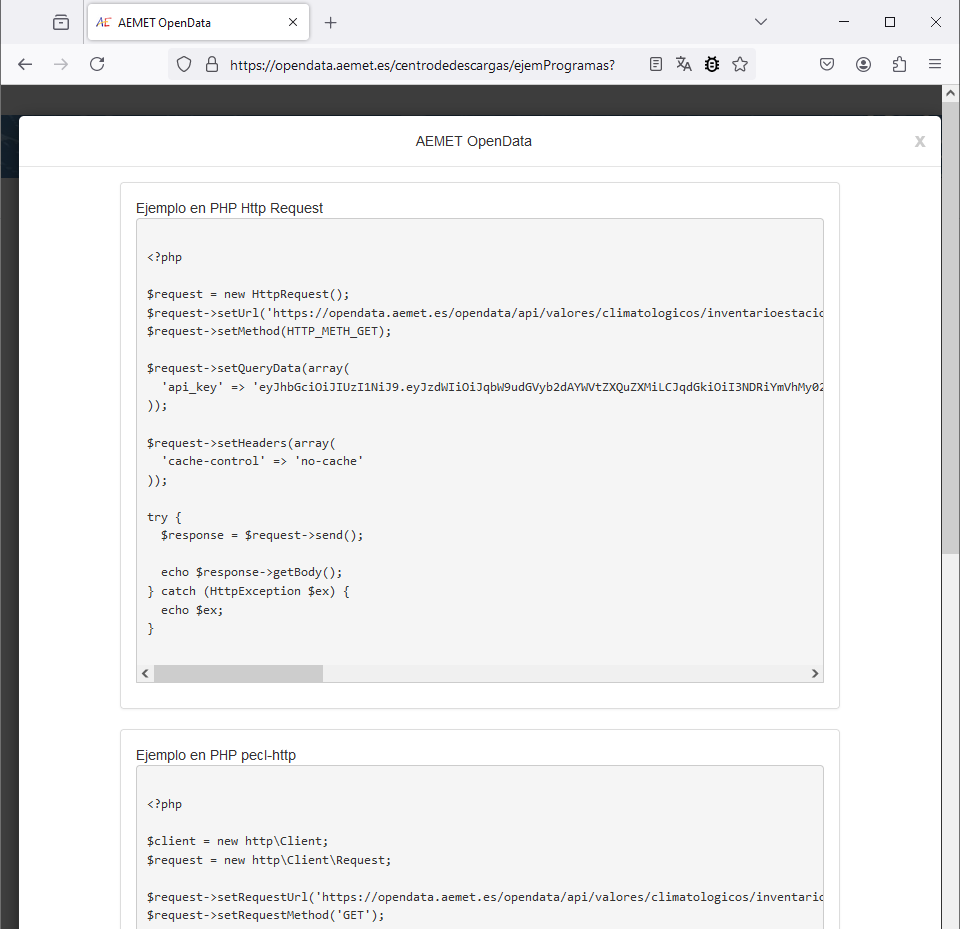 AEMET OpenData
https://opendata.aemet.es/centrodedescargas/ejemProgramas?
AEMET OpenData
x
Ejemplo en PHP Http Request
<?php
$request = new HttpRequest();
$request->setUrl('https://opendata.aemet.es/opendata/api/valores/climatologicos/inventarioestacio
$request->setMethod(HTTP_METH_GET);
$request->setQueryData(array(
  'api_key' => 'eyJhbGciOiJIUzI1NiJ9.eyJzdWIiOiJqbW9udGVyb2dAYWVtZXQuZXMiLCJqdGkiOiI3NDRiYmVhMy02
));
$request->setHeaders(array(
  'cache-control' => 'no-cache'
));
try {
  $response = $request->send();
  echo $response->getBody();
} catch (HttpException $ex) {
  echo $ex;
}
Ejemplo en PHP pecl-http
<?php
$client = new http\Client;
$request = new http\Client\Request;
$request->setRequestUrl('https://opendata.aemet.es/opendata/api/valores/climatologicos/inventario
$request->setRequestMethod('GET');